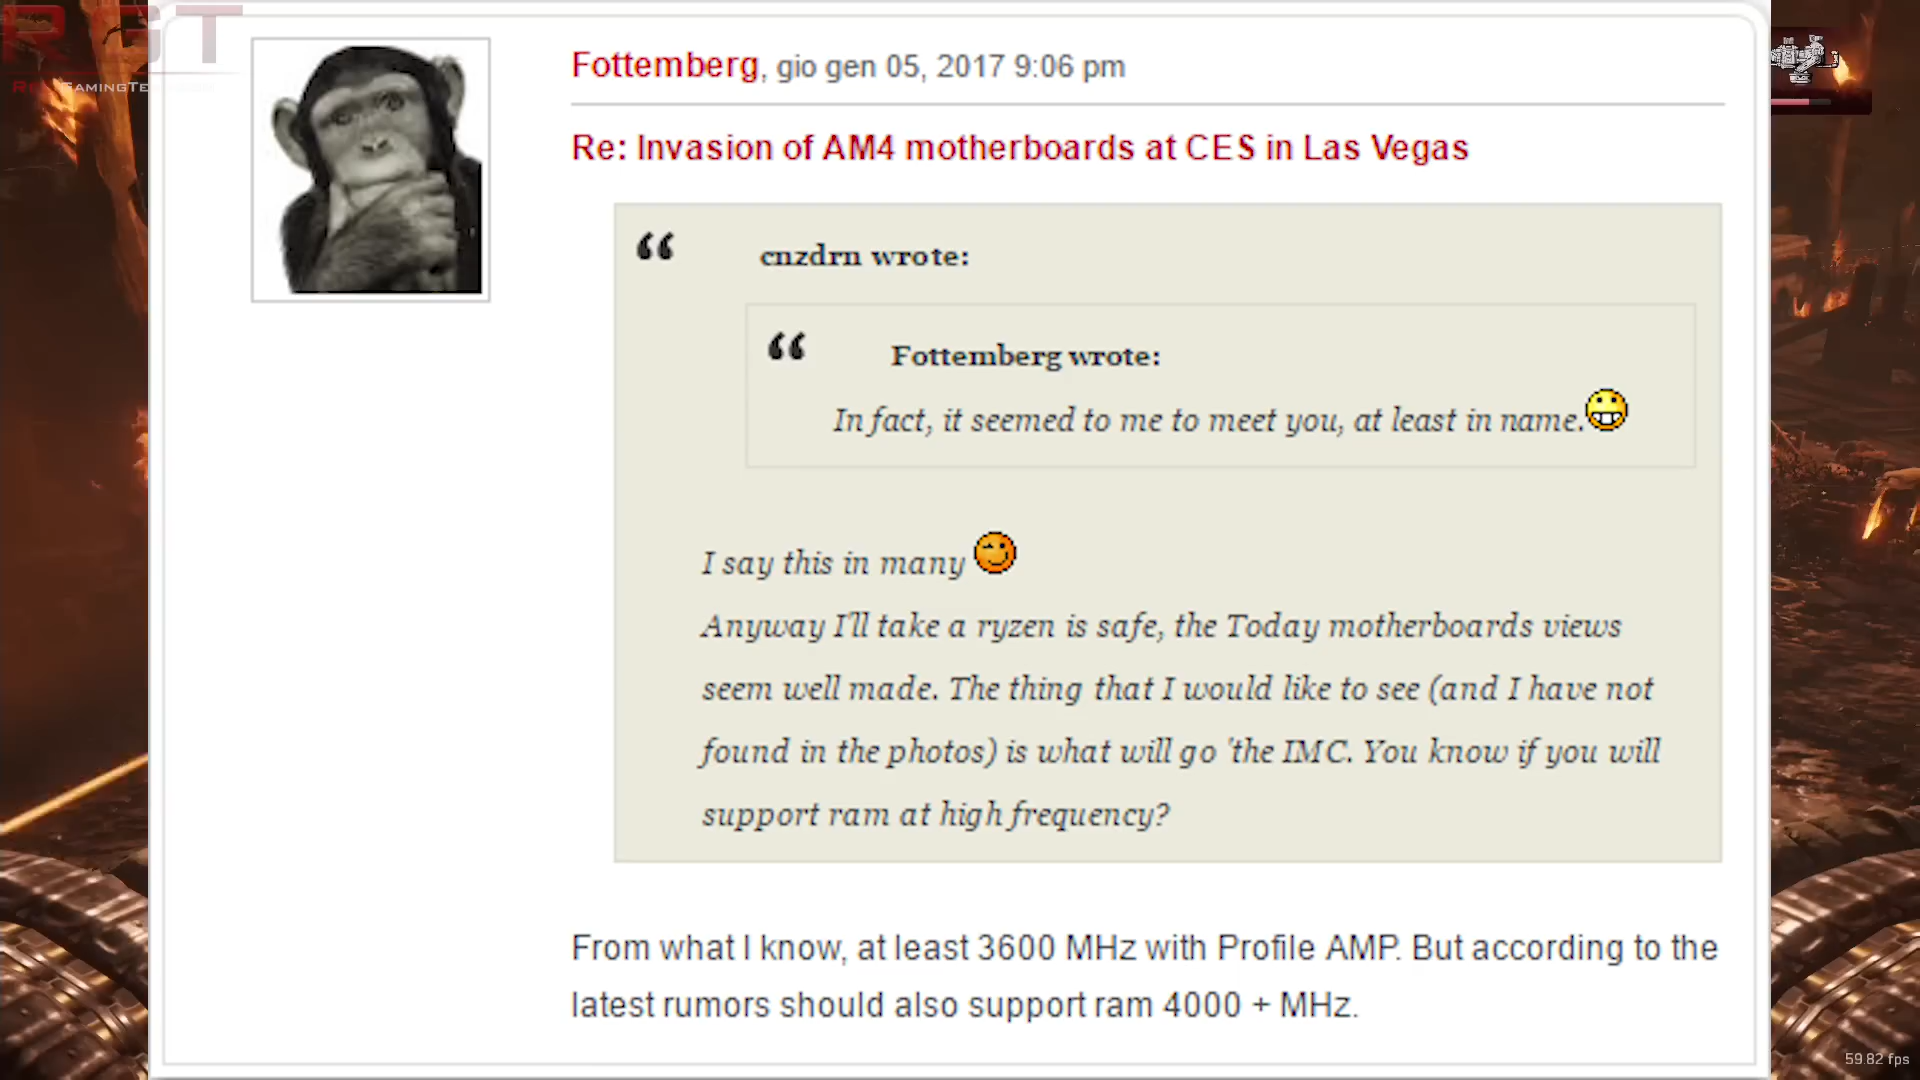 R GT
GAMINGTE
Fottemberg, gio gen 05, 2017 9:06 pm
Re: Invasion of AM4 motherboards at CES in Las Vegas
“ cnzdrn wrote:
“ Fottemberg wrote:
In fact, it seemed to me to meet you, at least in name.
I say this in many
Anyway I'll take a ryzen is safe, the Today motherboards views
seem well made. The thing that I would like to see (and I have not
found in the photos) is what will go 'the IMC. You know if you will
support ram at high frequency?
From what I know, at least 3600 MHz with Profile AMP. But according to the
latest rumors should also support ram 4000 + MHz.
59.82 fps